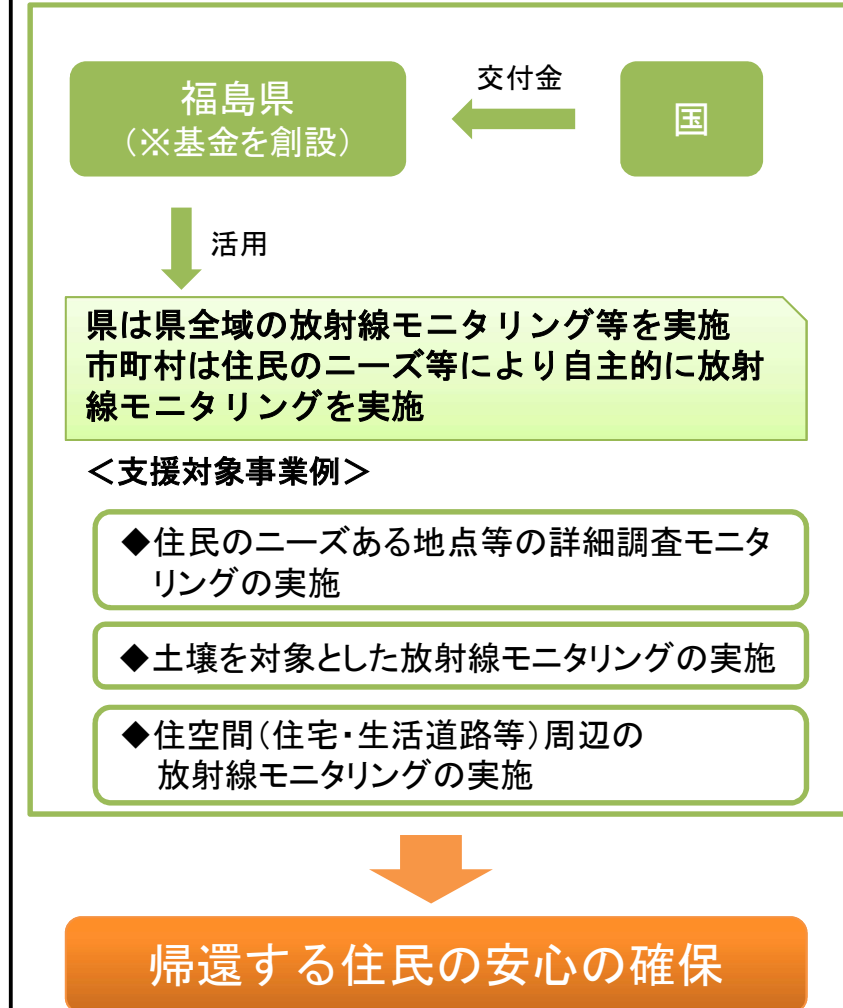 福島県
(※基金を創設)
交付金
国
活用
県は県全域の放射線モニタリング等を実施
市町村は住民のニーズ等により自主的に放射
線モニタリングを実施
＜支援対象事業例＞
◆住民のニーズある地点等の詳細調査モニタ
リングの実施
◆土壌を対象とした放射線モニタリングの実施
◆住空間(住宅・生活道路等)周辺の
放射線モニタリングの実施
帰還する住民の安心の確保